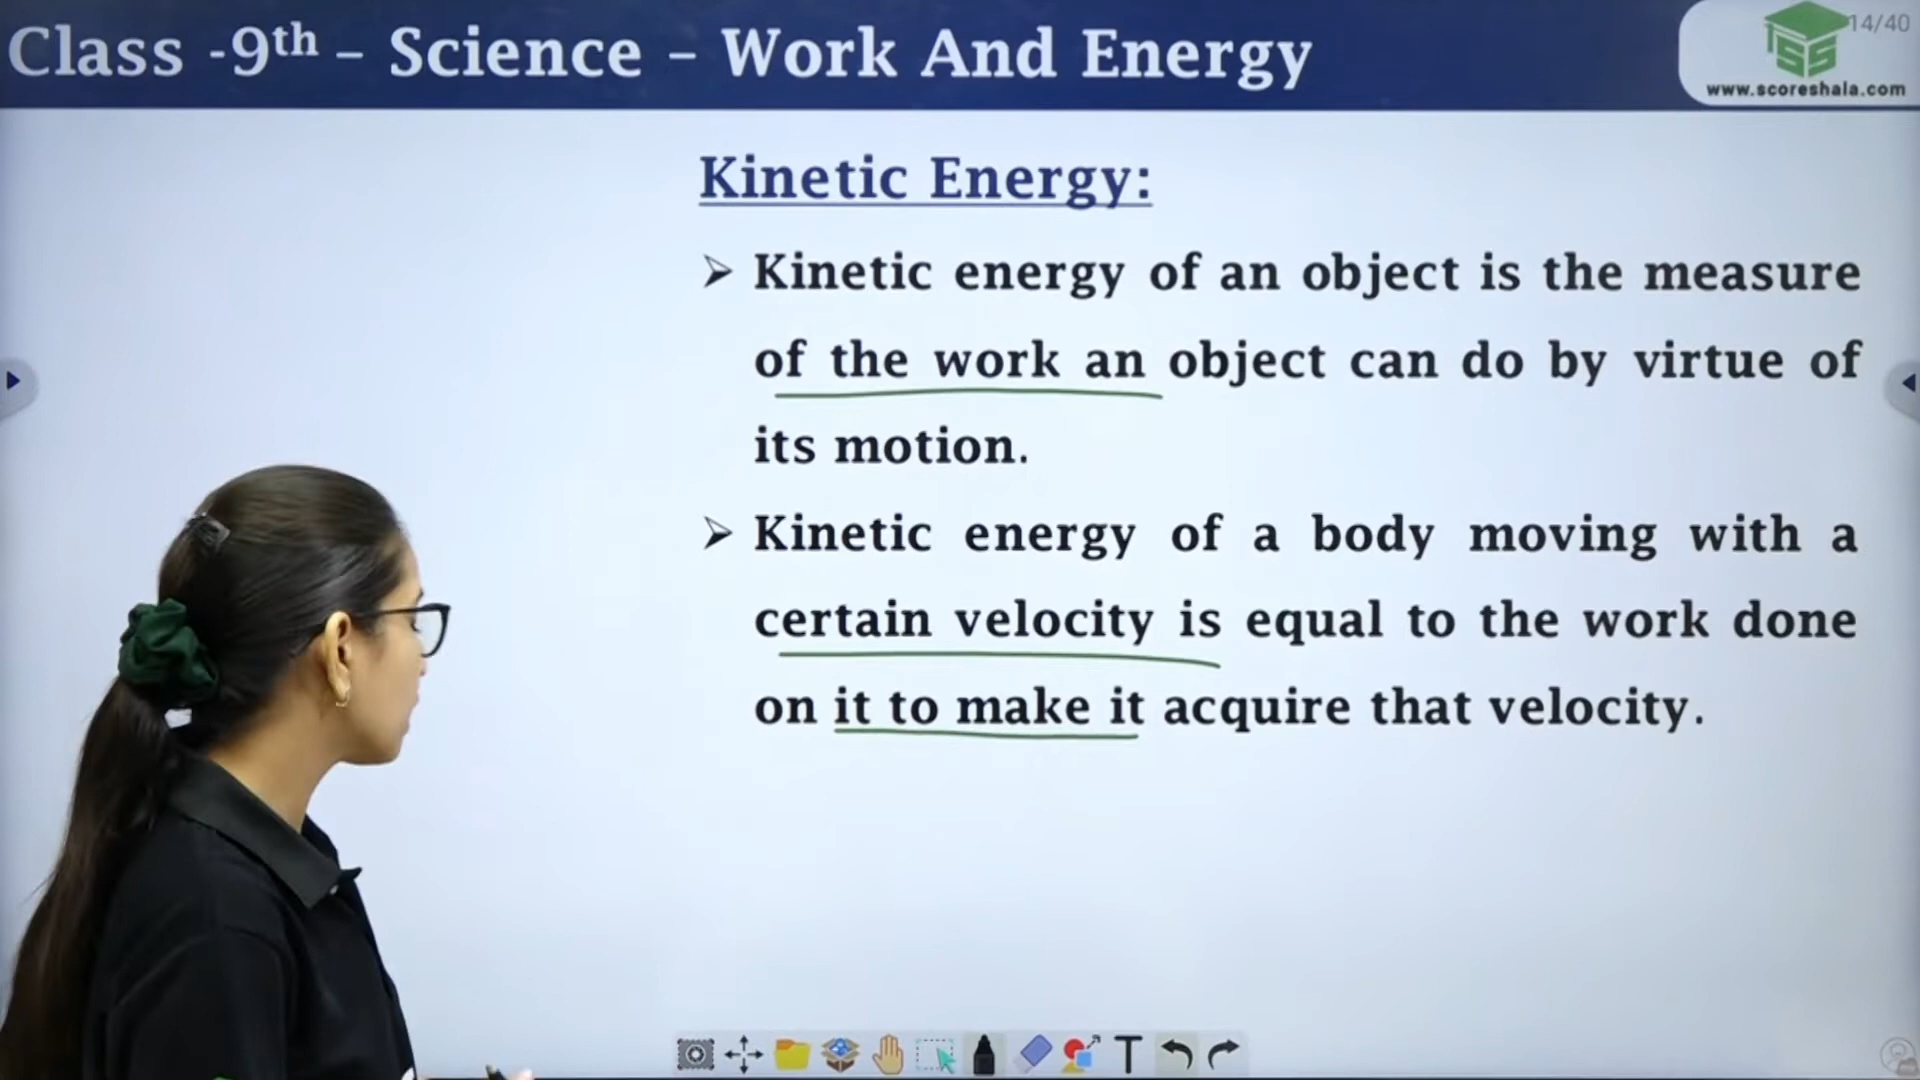 Class -9th – Science – Work And Energy
14/40
SS
www.scoreshala.com
Kinetic Energy:
➢ Kinetic energy of an object is the measure
of the work an object can do by virtue of
its motion.
➢ Kinetic energy of a body moving with a
certain velocity is equal to the work done
on it to make it acquire that velocity.
T